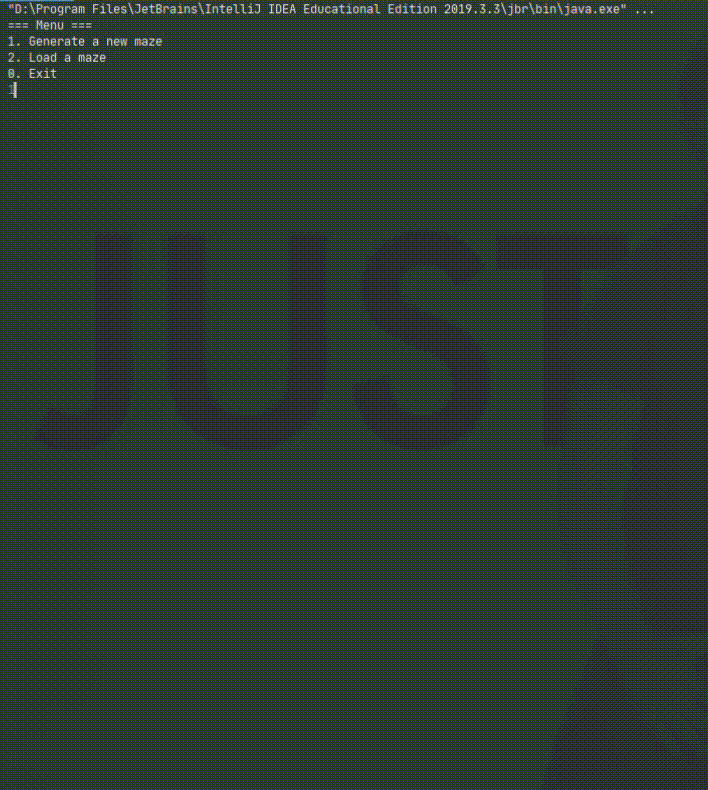 "D:\Program Files\JetBrains\IntelliJ IDEA Educational Edition 2019.3.3\jbr\bin\java.exe" ...
=== Menu ===
1. Generate a new maze
2. Load a maze
0. Exit
1
JUST